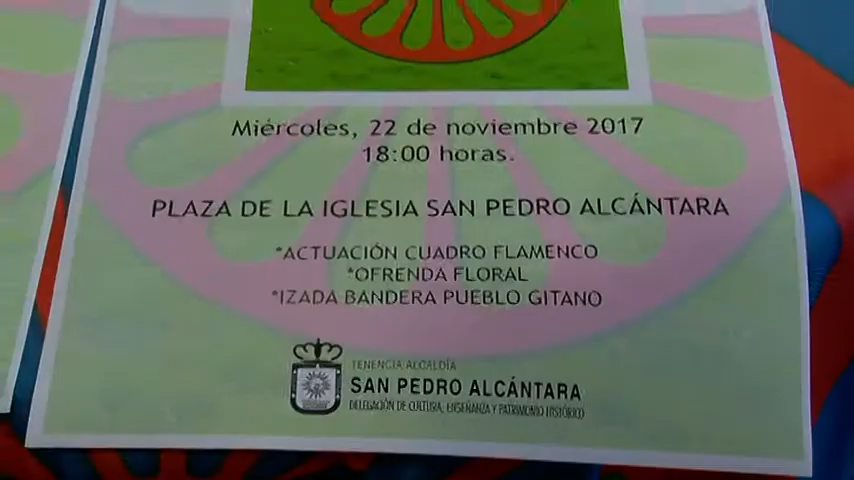 Miércoles, 22 de noviembre de 2017
18:00 horas.
PLAZA DE LA IGLESIA SAN PEDRO ALCÁNTARA
*ACTUACIÓN CUADRO FLAMENCO
*OFRENDA FLORAL
*IZADA BANDERA PUEBLO GITANO
TENENCIA ALCALDÍA
SAN PEDRO ALCÁNTARA
DELEGACIÓN DE CULTURA, ENSEÑANZA Y PATRIMONIO HISTÓRICO